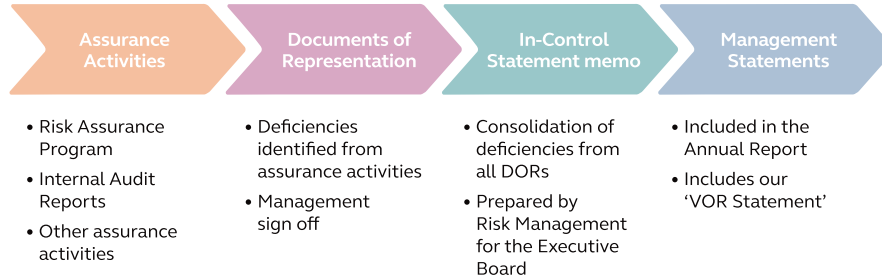 Assurance
Activities
Documents of
Representation
In-Control
Statement memo
Management
Statements
• Risk Assurance
Program
• Internal Audit
Reports
• Other assurance
activities
• Deficiencies
identified from
assurance activities
• Management
sign off
• Consolidation of
deficiencies from
all DORs
• Prepared by
Risk Management
for the Executive
Board
• Included in the
Annual Report
• Includes our
‘VOR Statement’